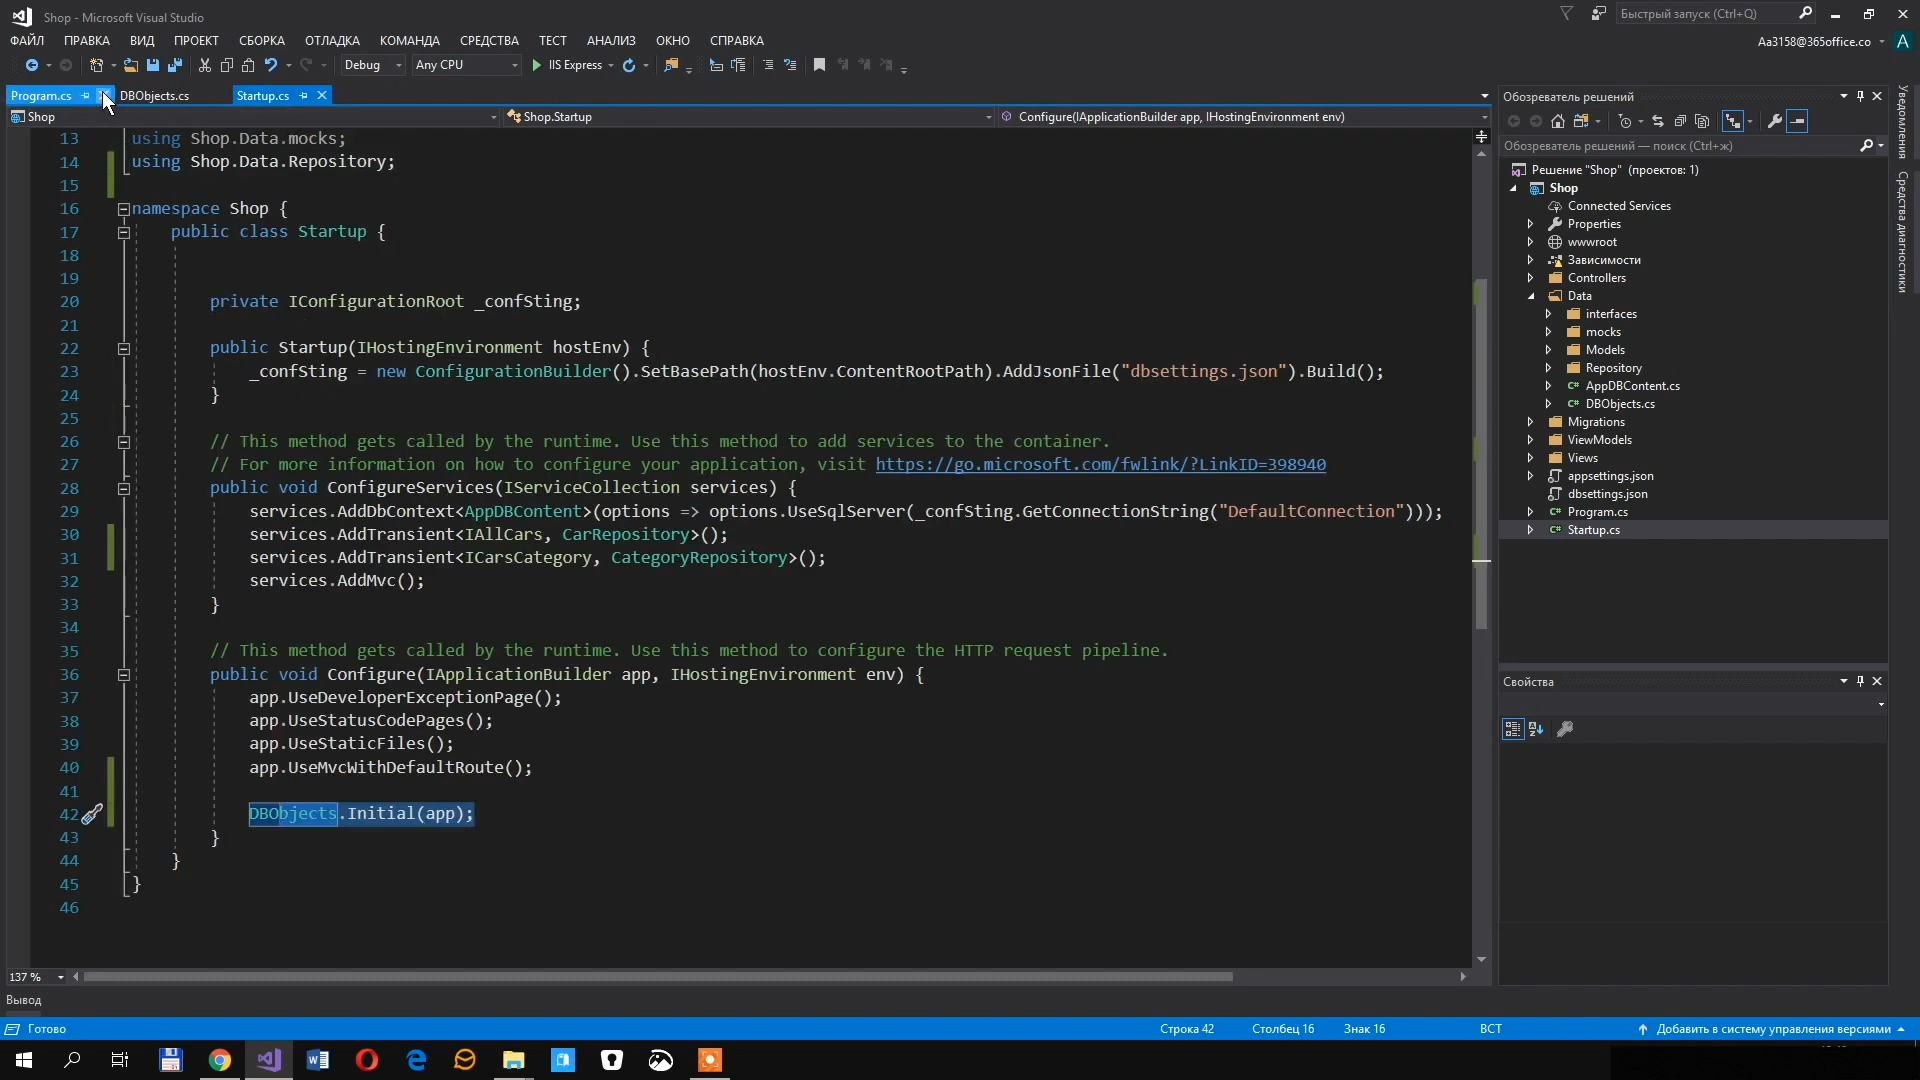 Shop - Microsoft Visual Studio
Быстрый запуск (Ctrl+Q)
ФАЙЛ ПРАВКА ВИД ПРОЕКТ СБОРКА ОТЛАДКА КОМАНДА СРЕДСТВА ТЕСТ АНАЛИЗ ОКНО СПРАВКА
Aa3158@365office.co A
Debug Any CPU IIS Express
Program.cs DBObjects.cs Startup.cs
Shop Shop.Startup Configure(IApplicationBuilder app, IHostingEnvironment env)
13 using Shop.Data.mocks;
14 using Shop.Data.Repository;
15
16 namespace Shop {
17 public class Startup {
18
19
20 private IConfigurationRoot _confSting;
21
22 public Startup(IHostingEnvironment hostEnv) {
23 _confSting = new ConfigurationBuilder().SetBasePath(hostEnv.ContentRootPath).AddJsonFile("dbsettings.json").Build();
24 }
25
26 // This method gets called by the runtime. Use this method to add services to the container.
27 // For more information on how to configure your application, visit https://go.microsoft.com/fwlink/?LinkID=398940
28 public void ConfigureServices(IServiceCollection services) {
29 services.AddDbContext<AppDBContent>(options => options.UseSqlServer(_confSting.GetConnectionString("DefaultConnection")));
30 services.AddTransient<IAllCars, CarRepository>();
31 services.AddTransient<ICarsCategory, CategoryRepository>();
32 services.AddMvc();
33 }
34
35 // This method gets called by the runtime. Use this method to configure the HTTP request pipeline.
36 public void Configure(IApplicationBuilder app, IHostingEnvironment env) {
37 app.UseDeveloperExceptionPage();
38 app.UseStatusCodePages();
39 app.UseStaticFiles();
40 app.UseMvcWithDefaultRoute();
41
42 DBObjects.Initial(app);
43 }
44 }
45 }
46
137 %
Вывод
Обозреватель решений
Обозреватель решений — поиск (Ctrl+ж)
Решение "Shop" (проектов: 1)
Shop
Connected Services
Properties
wwwroot
Зависимости
Controllers
Data
interfaces
mocks
Models
Repository
AppDBContent.cs
DBObjects.cs
Migrations
ViewModels
Views
appsettings.json
dbsettings.json
Program.cs
Startup.cs
Свойства
Уведомления
Средства диагностики
Готово Строка 42 Столбец 16 Знак 16 ВСТ Добавить в систему управления версиями